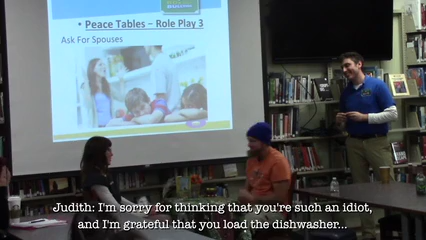 • Peace Tables – Role Play 3
Ask For Spouses
Judith: I'm sorry for thinking that you're such an idiot,
and I'm grateful that you load the dishwasher...